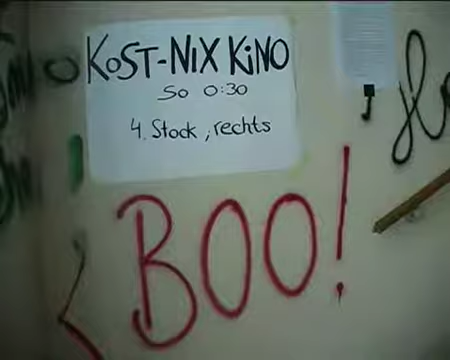 KOST-NIX KINO
So 0:30
4. Stock, rechts
BOO!